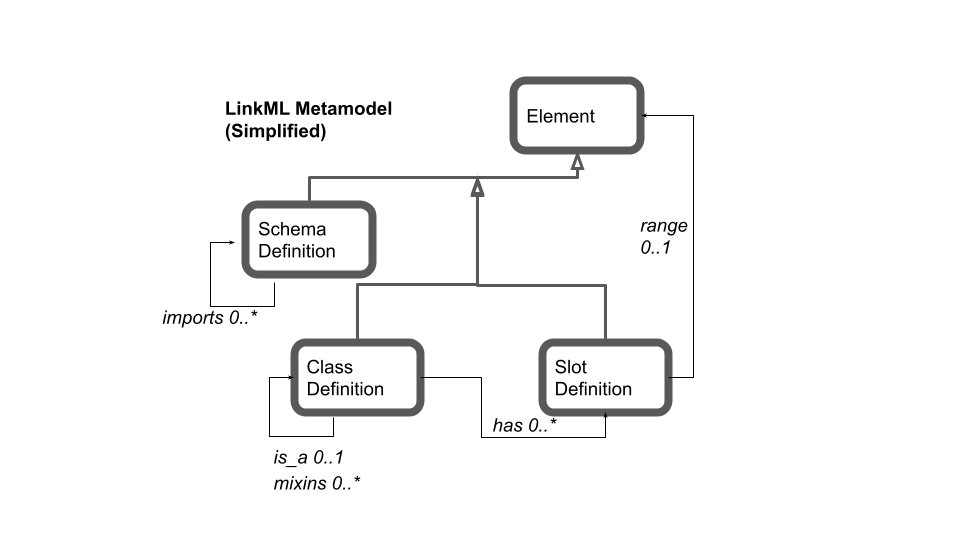 LinkML Metamodel
(Simplified)
Element
Schema
Definition
range
0..1
imports 0..*
Class
Definition
Slot
Definition
has 0..*
is_a 0..1
mixins 0..*